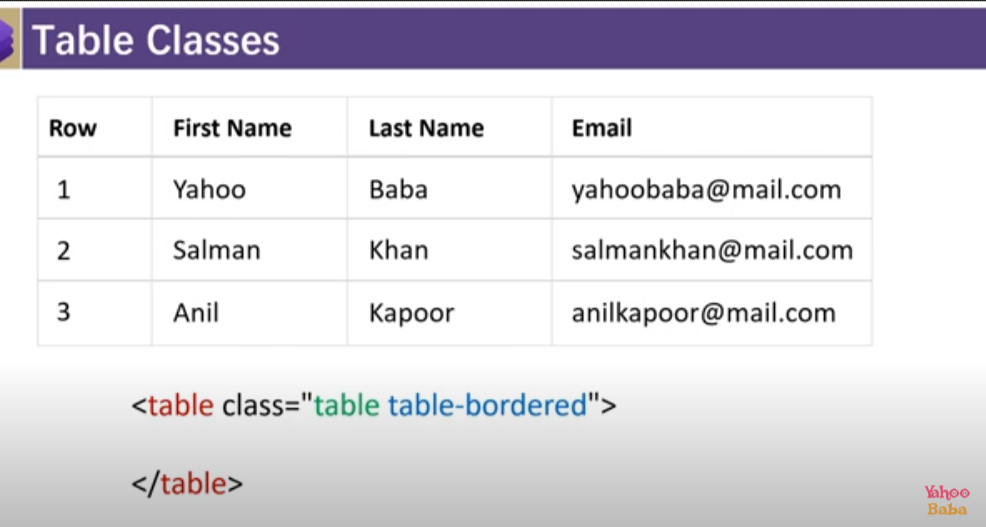 Table Classes
Row First Name Last Name Email
1 Yahoo Baba yahoobaba@mail.com
2 Salman Khan salmankhan@mail.com
3 Anil Kapoor anilkapoor@mail.com
<table class="table table-bordered">
</table>
Yahoo
Baba